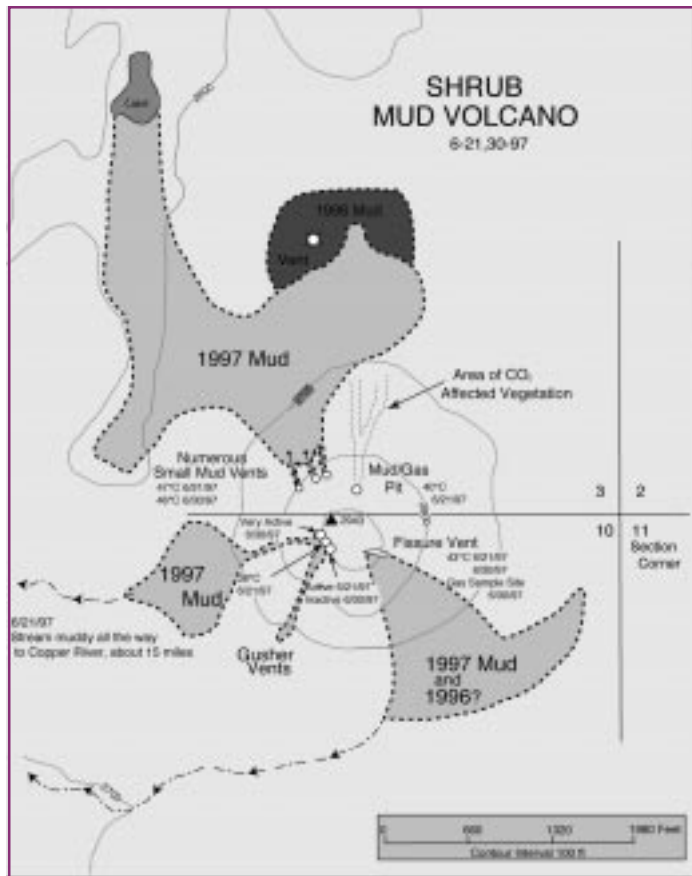 SHRUB
MUD VOLCANO
6-21,30-97
Lake
1996 Mud
Vent
1997 Mud
Area of CO₂
Affected Vegetation
Numerous
Small Mud Vents
Mud/Gas
Pit
3 2
10 11
Section
Corner
Very Active
Fissure Vent
Gas Sample Site
1997
Mud
6/21/97
Stream muddy all the way
to Copper River, about 15 miles
Gusher
Vents
1997 Mud
and
1996?
0 660 1320 1980 Feet
Contour Interval 100 ft